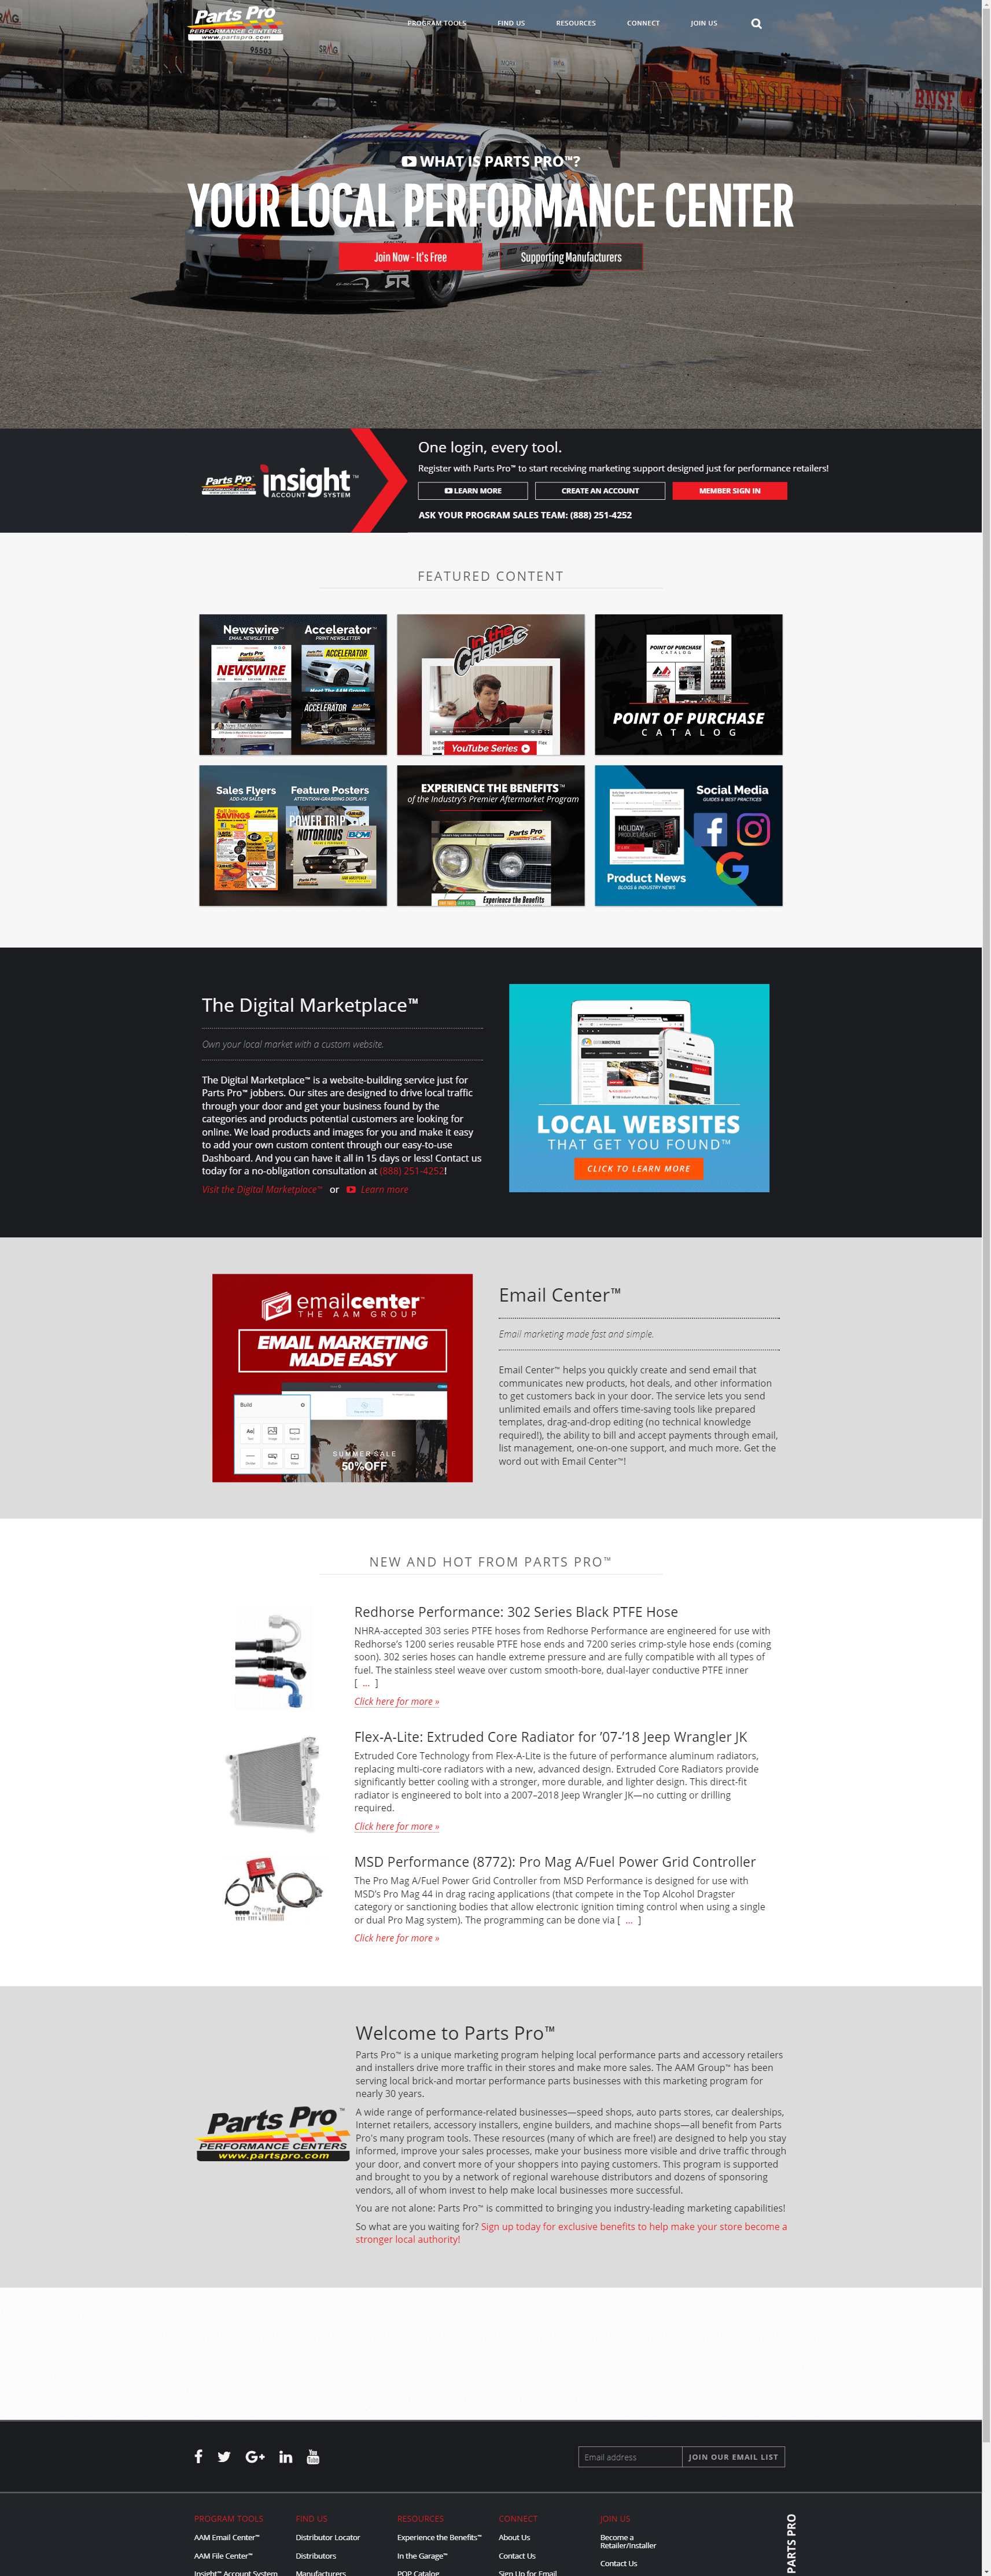 Parts Pro™
PERFORMANCE CENTERS
www.partspro.com
PROGRAM TOOLS
FIND US
RESOURCES
CONNECT
JOIN US
95503
BNSF
BNSF
AMERICAN IRON
WHAT IS PARTS PRO™?
YOUR LOCAL PERFORMANCE CENTER
Join Now - It's Free
Supporting Manufacturers
Parts Pro
PERFORMANCE CENTERS
www.partspro.com
insight™
ACCOUNT SYSTEM
One login, every tool.
Register with Parts Pro™ to start receiving marketing support designed just for performance retailers!
LEARN MORE
CREATE AN ACCOUNT
MEMBER SIGN IN
ASK YOUR PROGRAM SALES TEAM: (888) 251-4252
FEATURED CONTENT
Newswire™
EMAIL NEWSLETTER
Accelerator™
PRINT NEWSLETTER
NEWSWIRE
ACCELERATOR
Meet The AAM Group
ACCELERATOR
In the GARAGE™
YouTube Series
POINT OF PURCHASE
CATALOG
POINT OF PURCHASE
CATALOG
Sales Flyers
ADD-ON SALES
Feature Posters
ATTENTION-GRABBING DISPLAYS
SAVINGS
POWER TRIP
NOTORIOUS
B&M
EXPERIENCE THE BENEFITS™
of the Industry's Premier Aftermarket Program
Parts Pro
Experience the Benefits
Social Media
GUIDES & BEST PRACTICES
HOLIDAY
PRODUCT REBATE
Product News
BLOGS & INDUSTRY NEWS
The Digital Marketplace™
Own your local market with a custom website.
The Digital Marketplace™ is a website-building service just for
Parts Pro™ jobbers. Our sites are designed to drive local traffic
through your door and get your business found by the
categories and products potential customers are looking for
online. We load products and images for you and make it easy
to add your own custom content through our easy-to-use
Dashboard. And you can have it all in 15 days or less! Contact us
today for a no-obligation consultation at (888) 251-4252!
Visit the Digital Marketplace™ or Learn more
LOCAL WEBSITES
THAT GET YOU FOUND™
CLICK TO LEARN MORE
emailcenter™
THE AAM GROUP
EMAIL MARKETING
MADE EASY
Build
Text
Image
Spacer
Divider
Button
Video
SUMMER SALE
50%OFF
Email Center™
Email marketing made fast and simple.
Email Center™ helps you quickly create and send email that
communicates new products, hot deals, and other information
to get customers back in your door. The service lets you send
unlimited emails and offers time-saving tools like prepared
templates, drag-and-drop editing (no technical knowledge
required!), the ability to bill and accept payments through email,
list management, one-on-one support, and much more. Get the
word out with Email Center™!
NEW AND HOT FROM PARTS PRO™
Redhorse Performance: 302 Series Black PTFE Hose
NHRA-accepted 303 series PTFE hoses from Redhorse Performance are engineered for use with
Redhorse's 1200 series reusable PTFE hose ends and 7200 series crimp-style hose ends (coming
soon). 302 series hoses can handle extreme pressure and are fully compatible with all types of
fuel. The stainless steel weave over custom smooth-bore, dual-layer conductive PTFE inner
[ ... ]
Click here for more »
Flex-A-Lite: Extruded Core Radiator for '07-'18 Jeep Wrangler JK
Extruded Core Technology from Flex-A-Lite is the future of performance aluminum radiators,
replacing multi-core radiators with a new, advanced design. Extruded Core Radiators provide
significantly better cooling with a stronger, more durable, and lighter design. This direct-fit
radiator is engineered to bolt into a 2007–2018 Jeep Wrangler JK—no cutting or drilling
required.
Click here for more »
MSD Performance (8772): Pro Mag A/Fuel Power Grid Controller
The Pro Mag A/Fuel Power Grid Controller from MSD Performance is designed for use with
MSD's Pro Mag 44 in drag racing applications (that compete in the Top Alcohol Dragster
category or sanctioning bodies that allow electronic ignition timing control when using a single
or dual Pro Mag system). The programming can be done via [ ... ]
Click here for more »
Parts Pro™
PERFORMANCE CENTERS
www.partspro.com
Welcome to Parts Pro™
Parts Pro™ is a unique marketing program helping local performance parts and accessory retailers
and installers drive more traffic in their stores and make more sales. The AAM Group™ has been
serving local brick-and mortar performance parts businesses with this marketing program for
nearly 30 years.
A wide range of performance-related businesses—speed shops, auto parts stores, car dealerships,
Internet retailers, accessory installers, engine builders, and machine shops—all benefit from Parts
Pro's many program tools. These resources (many of which are free!) are designed to help you stay
informed, improve your sales processes, make your business more visible and drive traffic through
your door, and convert more of your shoppers into paying customers. This program is supported
and brought to you by a network of regional warehouse distributors and dozens of sponsoring
vendors, all of whom invest to help make local businesses more successful.
You are not alone: Parts Pro™ is committed to bringing you industry-leading marketing capabilities!
So what are you waiting for? Sign up today for exclusive benefits to help make your store become a
stronger local authority!
Email address
JOIN OUR EMAIL LIST
PROGRAM TOOLS
AAM Email Center™
AAM File Center™
Insight™ Account System
FIND US
Distributor Locator
Distributors
Manufacturers
RESOURCES
Experience the Benefits™
In the Garage™
POP Catalog
CONNECT
About Us
Contact Us
Sign Up for Email
JOIN US
Become a
Retailer/Installer
Contact Us
PARTS PRO